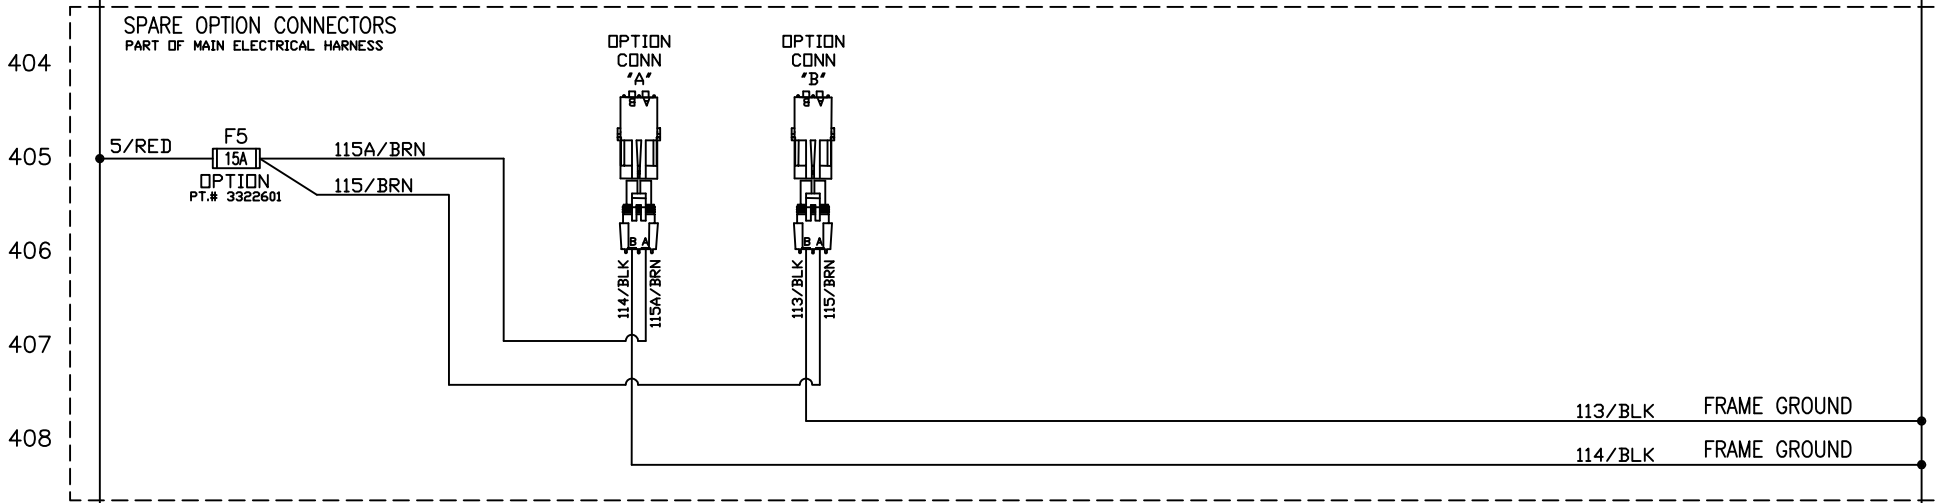 SPARE OPTION CONNECTORS
PART OF MAIN ELECTRICAL HARNESS
404
OPTION
CONN
"A"
OPTION
CONN
"B"
B A
B A
405
5/RED
F5
15A
OPTION
PT.# 3322601
115A/BRN
115/BRN
406
B A
B A
114/BLK
115A/BRN
113/BLK
115/BRN
407
113/BLK FRAME GROUND
408
114/BLK FRAME GROUND